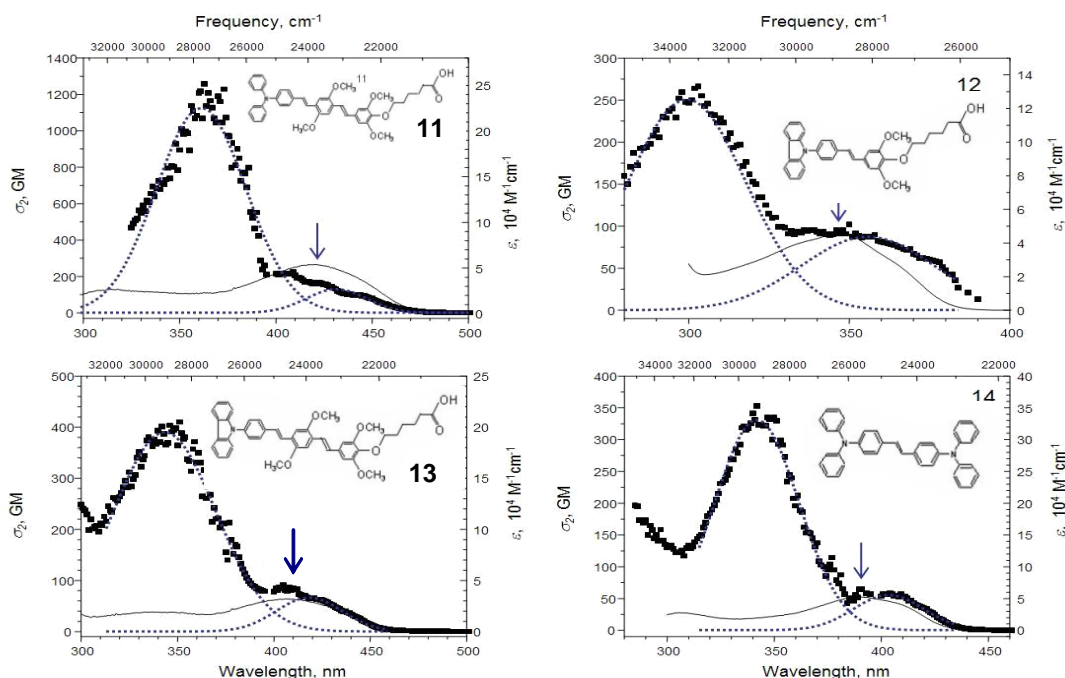 Frequency, cm-1
32000 30000 28000 26000 24000 22000
1400
1200
1000
800
600
400
200
0
σ2, GM
25
20
15
10
5
0
ε, 10⁴ M⁻¹cm⁻¹
300 350 400 450 500
OCH3 11
OCH3
O
OH
O
N
H3CO
OCH3
11
Frequency, cm-1
34000 32000 30000 28000 26000
300
250
200
150
100
50
0
σ2, GM
14
12
10
8
6
4
2
0
ε, 10⁴ M⁻¹cm⁻¹
300 350 400
12
OCH3
O
OH
O
N
OCH3
32000 30000 28000 26000 24000 22000
500
400
300
200
100
0
σ2, GM
25
20
15
10
5
0
ε, 10⁴ M⁻¹cm⁻¹
300 350 400 450 500
Wavelength, nm
OCH3
OCH3
O
OH
O
N
H3CO
OCH3
13
34000 32000 30000 28000 26000 24000 22000
400
350
300
250
200
150
100
50
0
σ2, GM
40
35
30
25
20
15
10
5
0
ε, 10⁴ M⁻¹cm⁻¹
300 350 400 450
Wavelength, nm
14
N
N